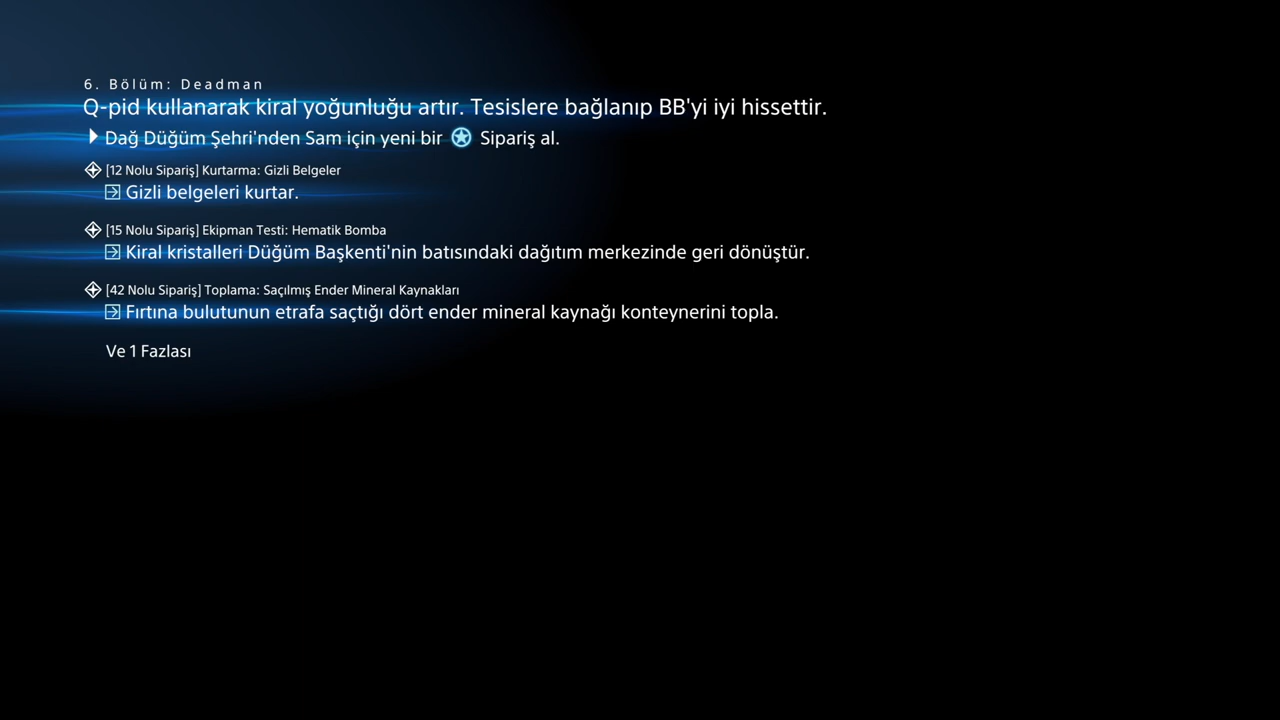 6. Bölüm: Deadman
Q-pid kullanarak kiral yoğunluğu artır. Tesislere bağlanıp BB'yi iyi hissettir.
Dağ Düğüm Şehri'nden Sam için yeni bir Sipariş al.
[12 Nolu Sipariş] Kurtarma: Gizli Belgeler
Gizli belgeleri kurtar.
[15 Nolu Sipariş] Ekipman Testi: Hematik Bomba
Kiral kristalleri Düğüm Başkenti'nin batısındaki dağıtım merkezinde geri dönüştür.
[42 Nolu Sipariş] Toplama: Saçılmış Ender Mineral Kaynakları
Fırtına bulutunun etrafa saçtığı dört ender mineral kaynağı konteynerini topla.
Ve 1 Fazlası